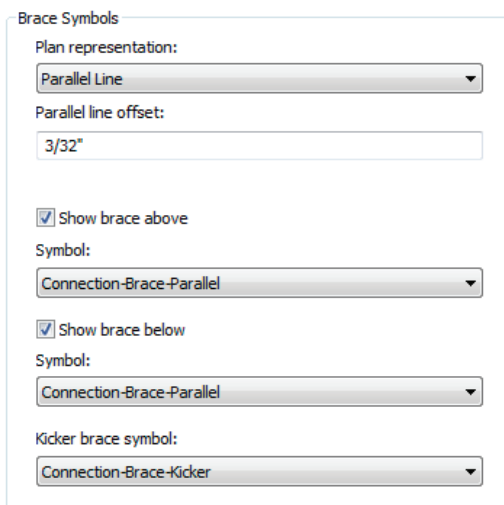 Brace Symbols
Plan representation:
Parallel Line
Parallel line offset:
3/32"
Show brace above
Symbol:
Connection-Brace-Parallel
Show brace below
Symbol:
Connection-Brace-Parallel
Kicker brace symbol:
Connection-Brace-Kicker